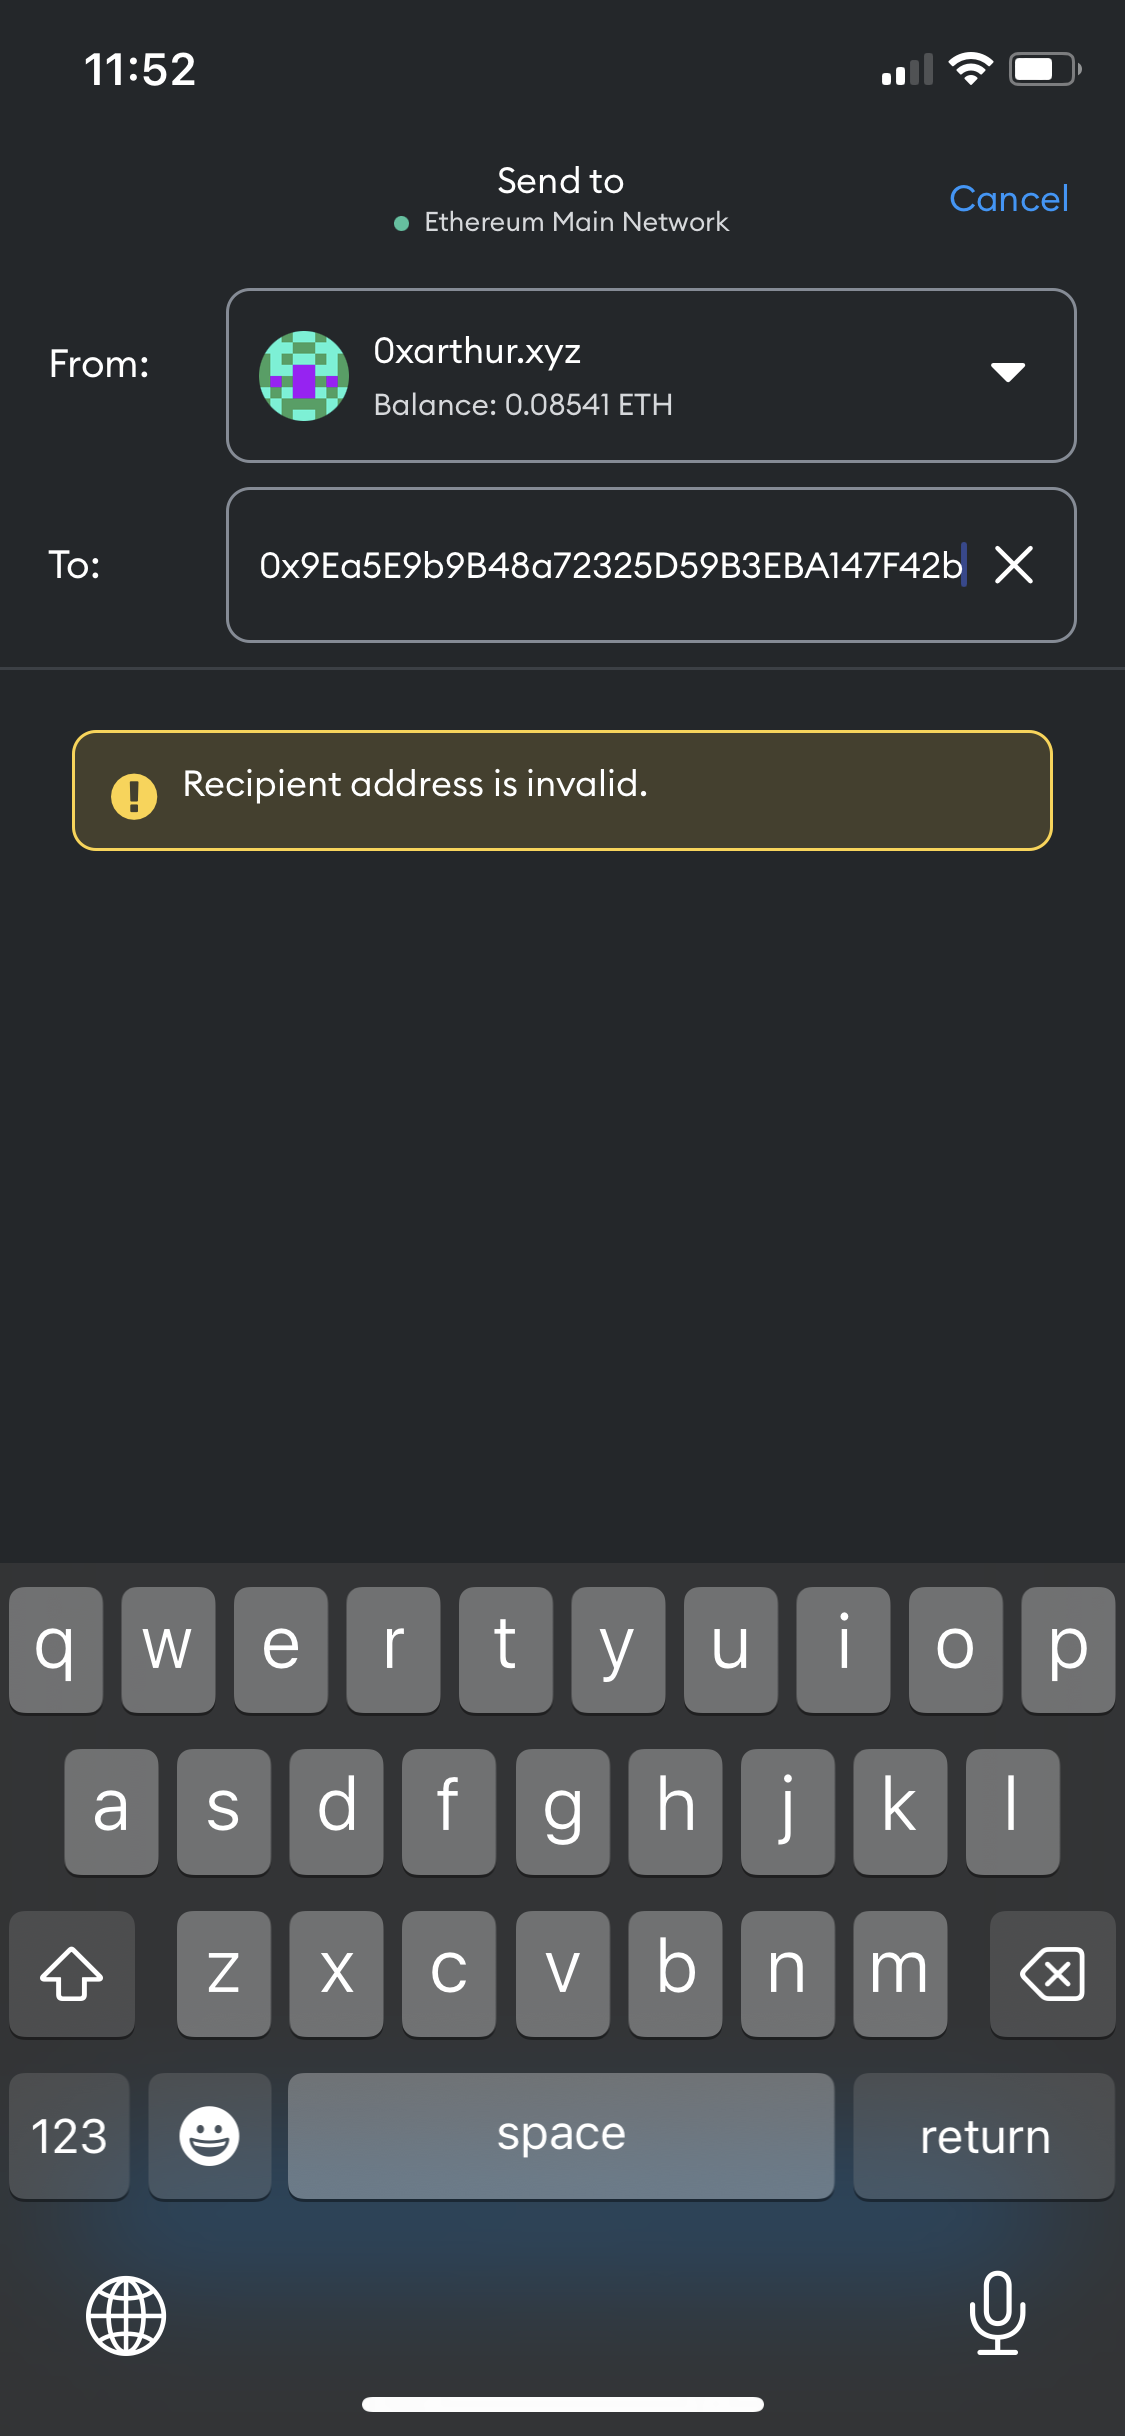 11:52
Send to
Ethereum Main Network
Cancel
From:
0xarthur.xyz
Balance: 0.08541 ETH
To:
0x9Ea5E9b9B48a72325D59B3EBA147F42b
Recipient address is invalid.
q w e r t y u i o p
a s d f g h j k l
z x c v b n m
123
space
return